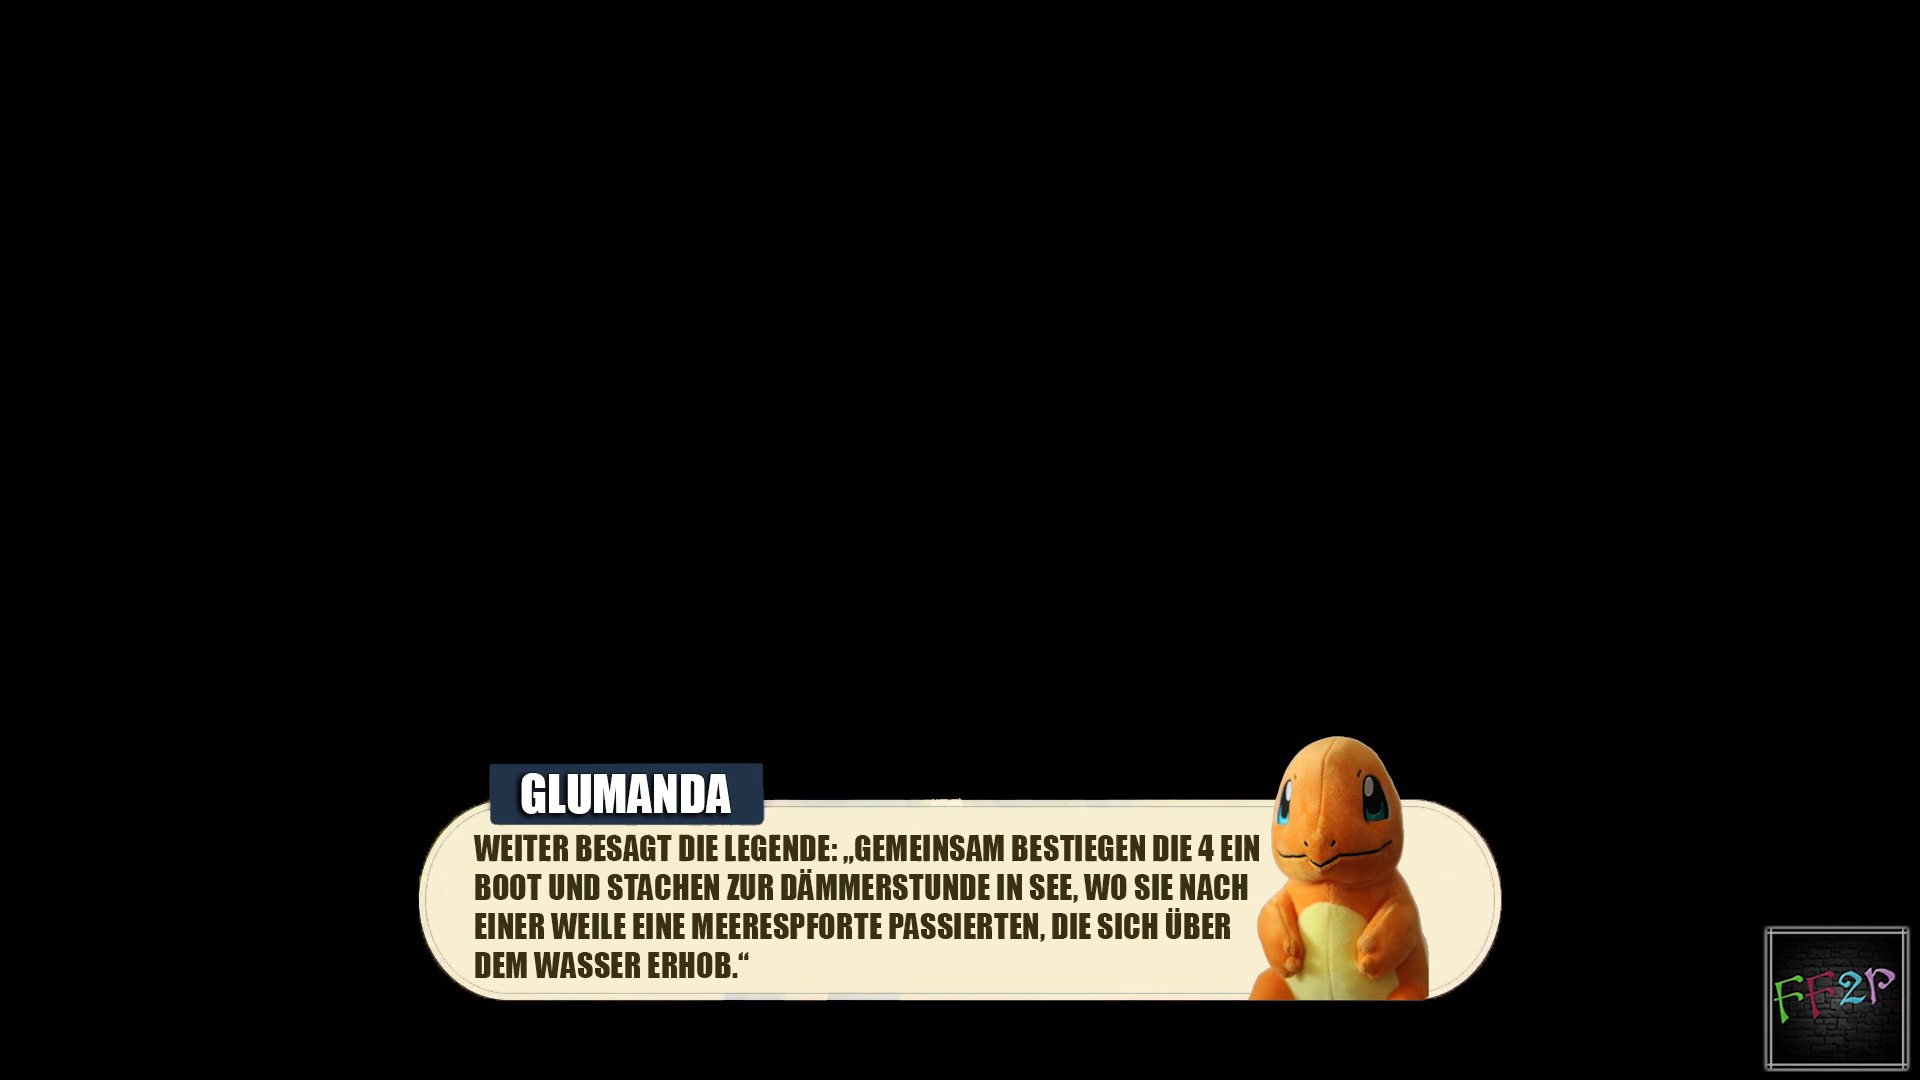 GLUMANDA
WEITER BESAGT DIE LEGENDE: „GEMEINSAM BESTIEGEN DIE 4 EIN
BOOT UND STACHEN ZUR DÄMMERSTUNDE IN SEE, WO SIE NACH
EINER WEILE EINE MEERESPFORTE PASSIERTEN, DIE SICH ÜBER
DEM WASSER ERHOB.“
FF2P